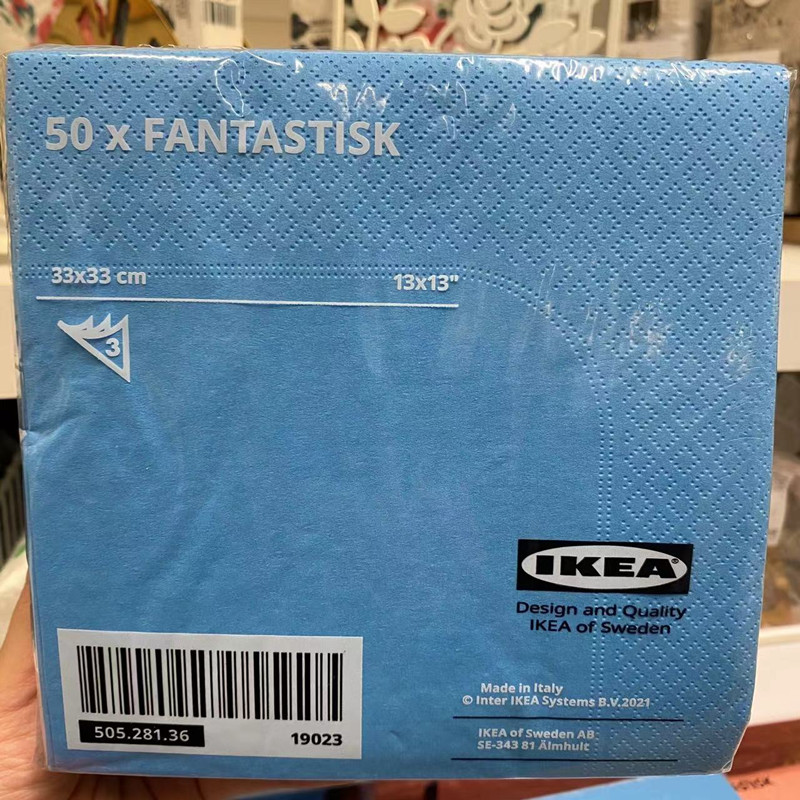 50 x FANTASTISK
33x33 cm 13x13"
3
IKEA®
Design and Quality
IKEA of Sweden
Made in Italy
© Inter IKEA Systems B.V.2021
IKEA of Sweden AB
SE-343 81 Älmhult
505.281.36 19023